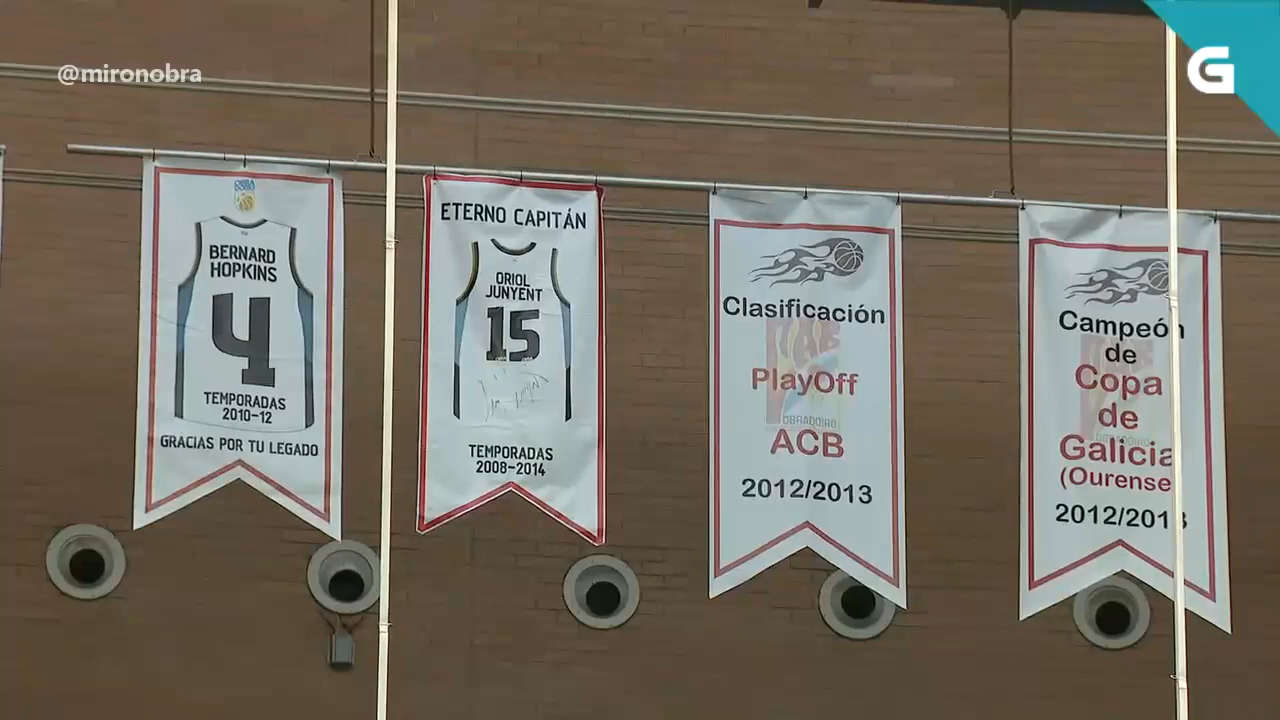 @mironobra
G
BERNARD
HOPKINS
4
TEMPORADAS
2010-12
GRACIAS POR TU LEGADO
ETERNO CAPITÁN
ORIOL
JUNYENT
15
TEMPORADAS
2008-2014
Clasificación
PlayOff
OBRADOIRO
ACB
2012/2013
Campeón
de
Copa
de
Galicia
(Ourense
2012/2013